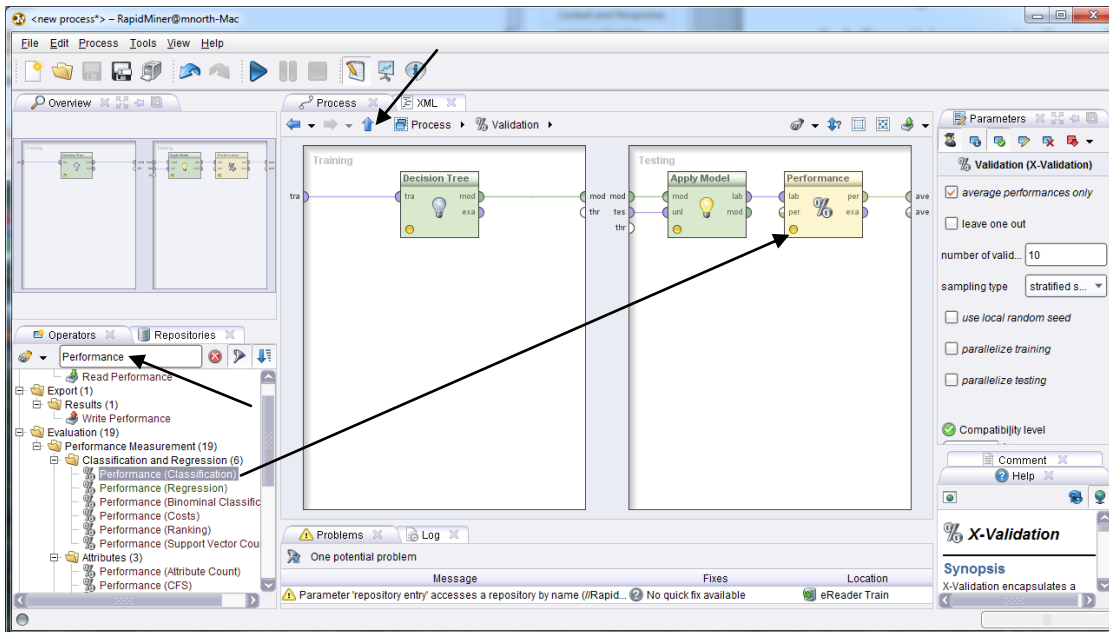 <new process*> – RapidMiner@mnorth-Mac
File Edit Process Tools View Help
Overview
Process XML
Process Validation
Training
Testing
Training
Decision Tree
tra
tra mod
exa
mod
thr
Testing
mod
tes
thr
Apply Model
mod lab
unl mod
Performance
lab per
per exa
ave
ave
Operators Repositories
Performance
Read Performance
Export (1)
Results (1)
Write Performance
Evaluation (19)
Performance Measurement (19)
Classification and Regression (6)
Performance (Classification)
Performance (Regression)
Performance (Binominal Classific
Performance (Costs)
Performance (Ranking)
Performance (Support Vector Cou
Attributes (3)
Performance (Attribute Count)
Performance (CFS)
Problems Log
One potential problem
Message Fixes Location
Parameter 'repository entry' accesses a repository by name (//Rapid... No quick fix available eReader Train
Parameters
Validation (X-Validation)
average performances only
leave one out
number of valid... 10
sampling type stratified s...
use local random seed
parallelize training
parallelize testing
Compatibility level
Comment
Help
X-Validation
Synopsis
X-Validation encapsulates a